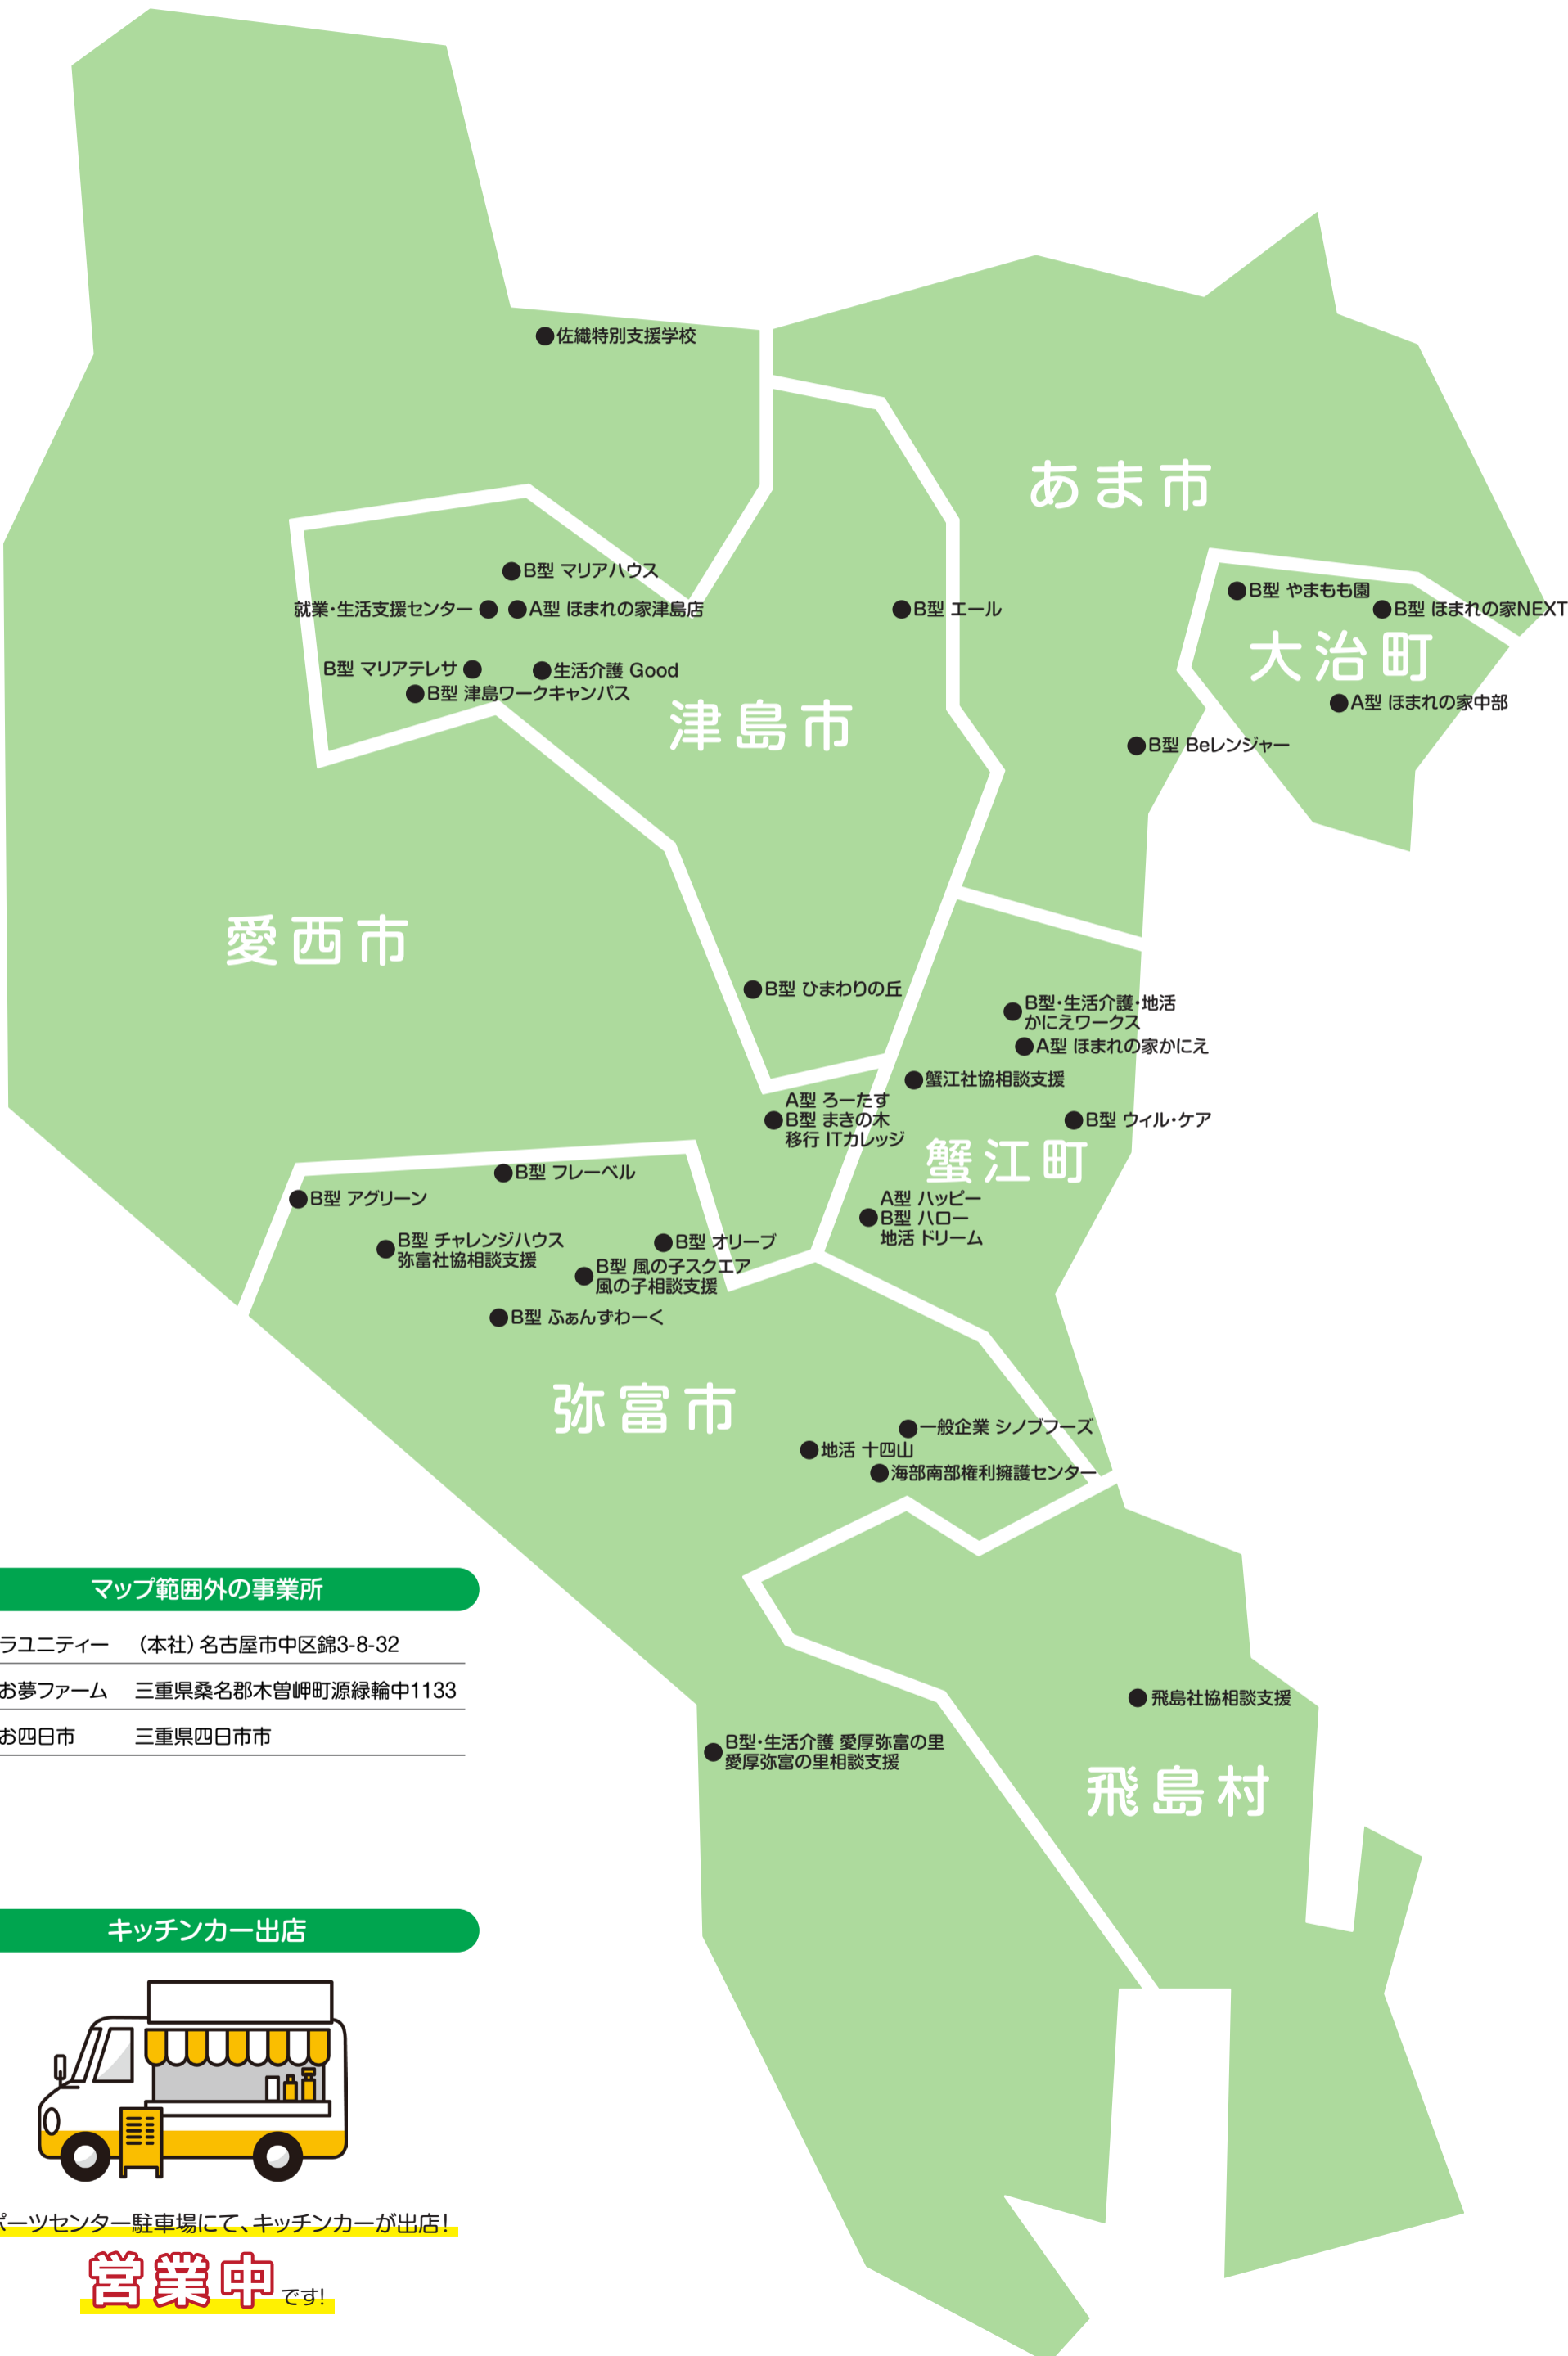 佐織特別支援学校
あま市
B型 マリアハウス
就業・生活支援センター
A型 ほまれの家津島店
B型 エール
B型 やまもも園
B型 ほまれの家NEXT
大治町
B型 マリアテレサ
生活介護 Good
B型 津島ワークキャンパス
津島市
A型 ほまれの家中部
B型 Beレンジャー
愛西市
B型 ひまわりの丘
B型・生活介護・地活
かにえワークス
A型 ほまれの家かにえ
蟹江社協相談支援
A型 ろーたす
B型 まきの木
移行 ITカレッジ
B型 ウィル・ケア
蟹江町
B型 フレーベル
B型 アグリーン
A型 ハッピー
B型 ハロー
地活 ドリーム
B型 チャレンジハウス
弥富社協相談支援
B型 オリーブ
B型 風の子スクエア
風の子相談支援
B型 ふぁんずわーく
弥富市
一般企業 シノブフーズ
地活 十四山
海部南部権利擁護センター
マップ範囲外の事業所
ラユニティー (本社)名古屋市中区錦3-8-32
お夢ファーム 三重県桑名郡木曽岬町源緑輪中1133
お四日市 三重県四日市市
飛島社協相談支援
B型・生活介護 愛厚弥富の里
愛厚弥富の里相談支援
飛島村
キッチンカー出店
ポーツセンター駐車場にて、キッチンカーが出店!
営業中です!